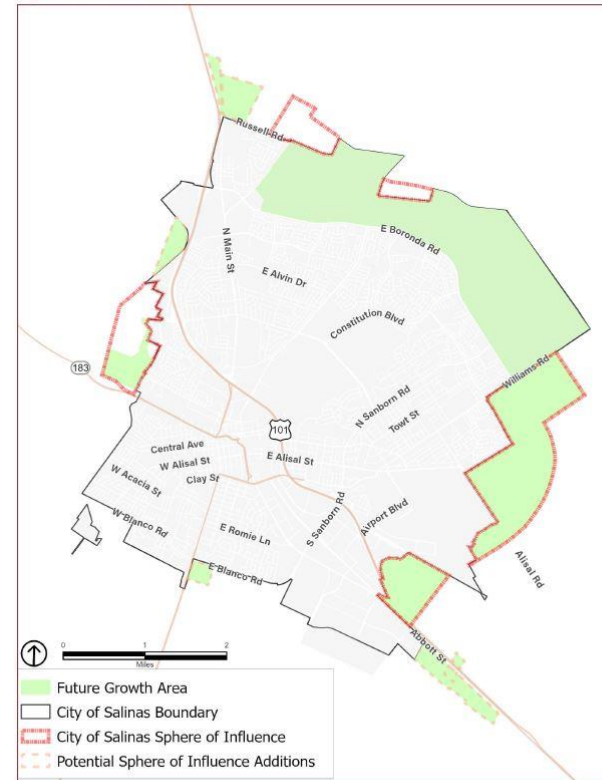 Russell Rd
E Boronda Rd
N Main St
E Alvin Dr
Constitution Blvd
Williams Rd
183
N Sanborn Rd
Towt St
101
Central Ave
W Alisal St
E Alisal St
Clay St
W Acacia St
S Sanborn Rd
Airport Blvd
W Blanco Rd
E Romie Ln
E Blanco Rd
Alisal Rd
Abbott St
0 1 2
Miles
Future Growth Area
City of Salinas Boundary
City of Salinas Sphere of Influence
Potential Sphere of Influence Additions